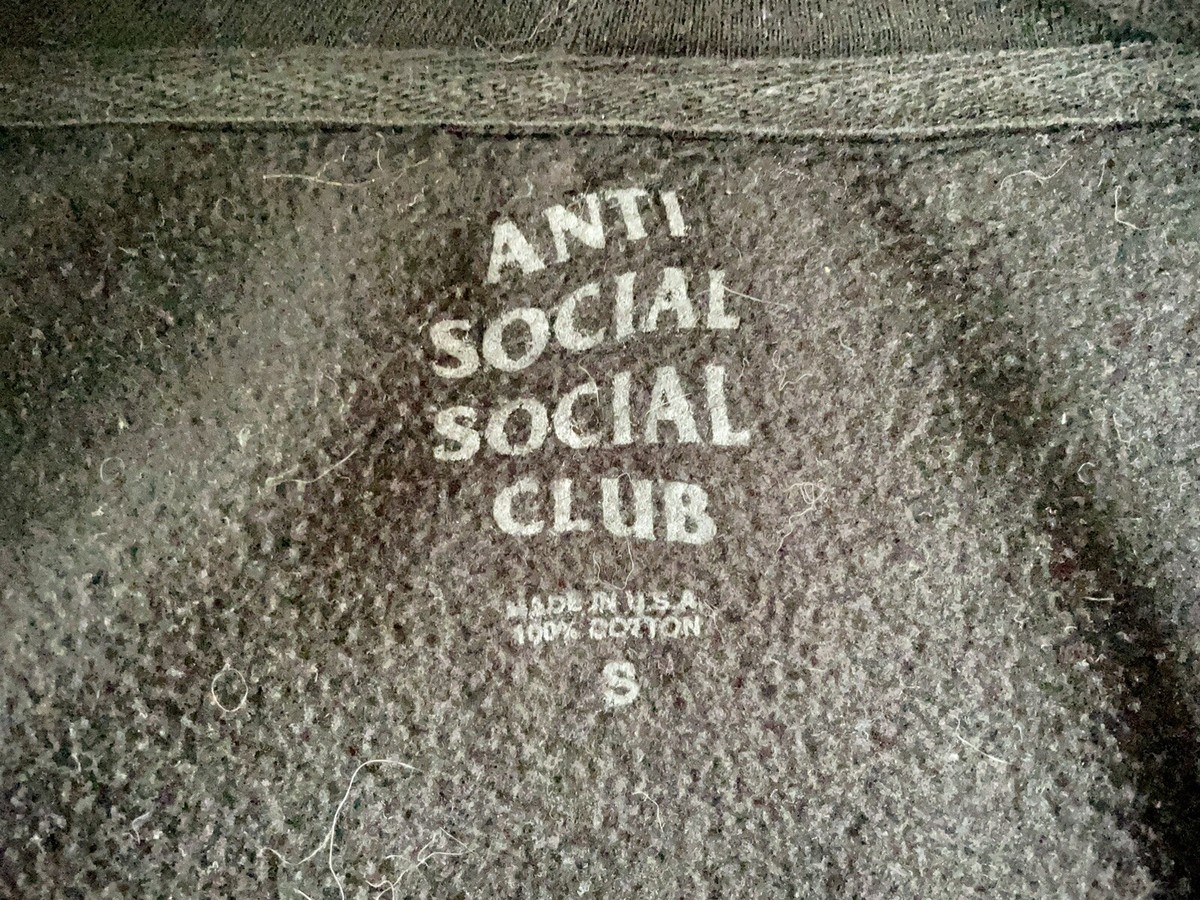 ANTI
SOCIAL
SOCIAL
CLUB
MADE IN U.S.A.
100% COTTON
S